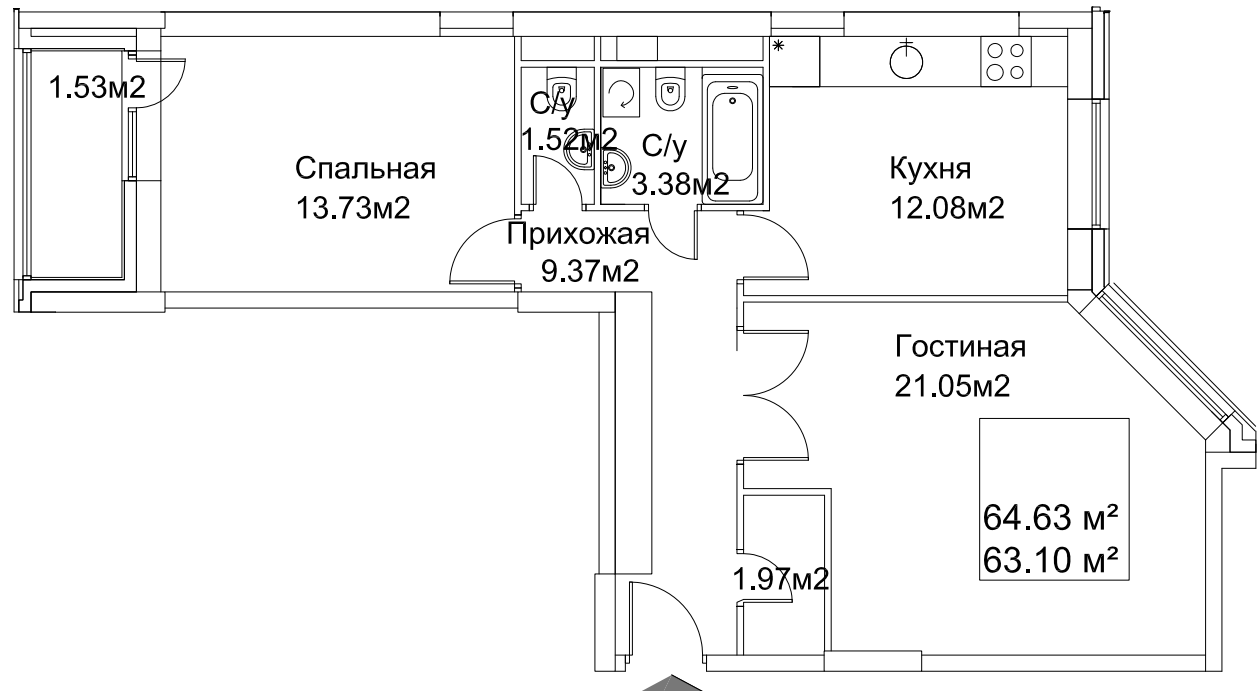 1.53м2
Спальная
13.73м2
С/у
1.52м2
С/у
3.38м2
Кухня
12.08м2
Прихожая
9.37м2
Гостиная
21.05м2
64.63 м²
63.10 м²
1.97м2